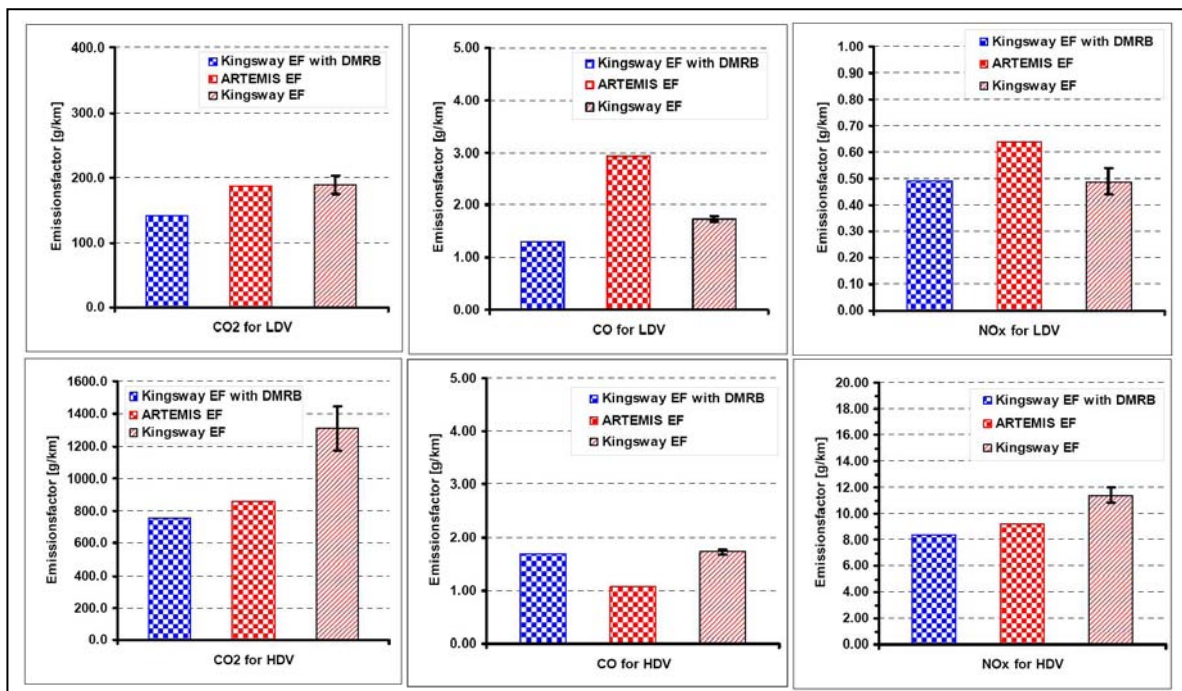 Emissionsfactor [g/km]
400.0
300.0
200.0
100.0
0.0
Kingsway EF with DMRB
ARTEMIS EF
Kingsway EF
CO2 for LDV
Emissionsfactor [g/km]
5.00
4.00
3.00
2.00
1.00
0.00
Kingsway EF with DMRB
ARTEMIS EF
Kingsway EF
CO for LDV
Emissionsfactor [g/km]
1.00
0.90
0.80
0.70
0.60
0.50
0.40
0.30
0.20
0.10
0.00
Kingsway EF with DMRB
ARTEMIS EF
Kingsway EF
NOx for LDV
Emissionsfactor [g/km]
1600.0
1400.0
1200.0
1000.0
800.0
600.0
400.0
200.0
0.0
Kingsway EF with DMRB
ARTEMIS EF
Kingsway EF
CO2 for HDV
Emissionsfactor [g/km]
5.00
4.00
3.00
2.00
1.00
0.00
Kingsway EF with DMRB
ARTEMIS EF
Kingsway EF
CO for HDV
Emissionsfactor [g/km]
20.00
18.00
16.00
14.00
12.00
10.00
8.00
6.00
4.00
2.00
0.00
Kingsway EF with DMRB
ARTEMIS EF
Kingsway EF
NOx for HDV